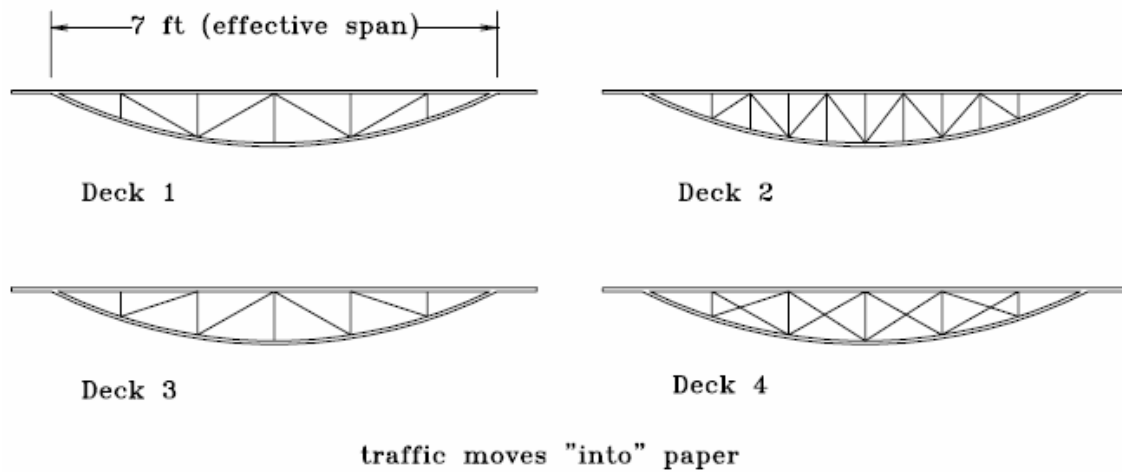 7 ft (effective span)
Deck 1
Deck 2
Deck 3
Deck 4
traffic moves "into" paper